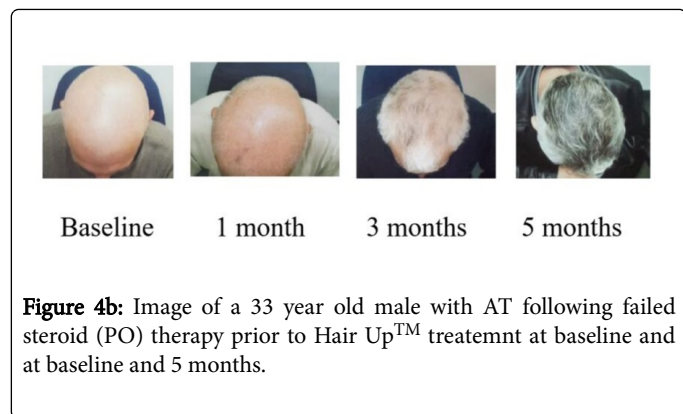 Baseline 1 month 3 months 5 months
Figure 4b: Image of a 33 year old male with AT following failed
steroid (PO) therapy prior to Hair Up™ treatemnt at baseline and
at baseline and 5 months.